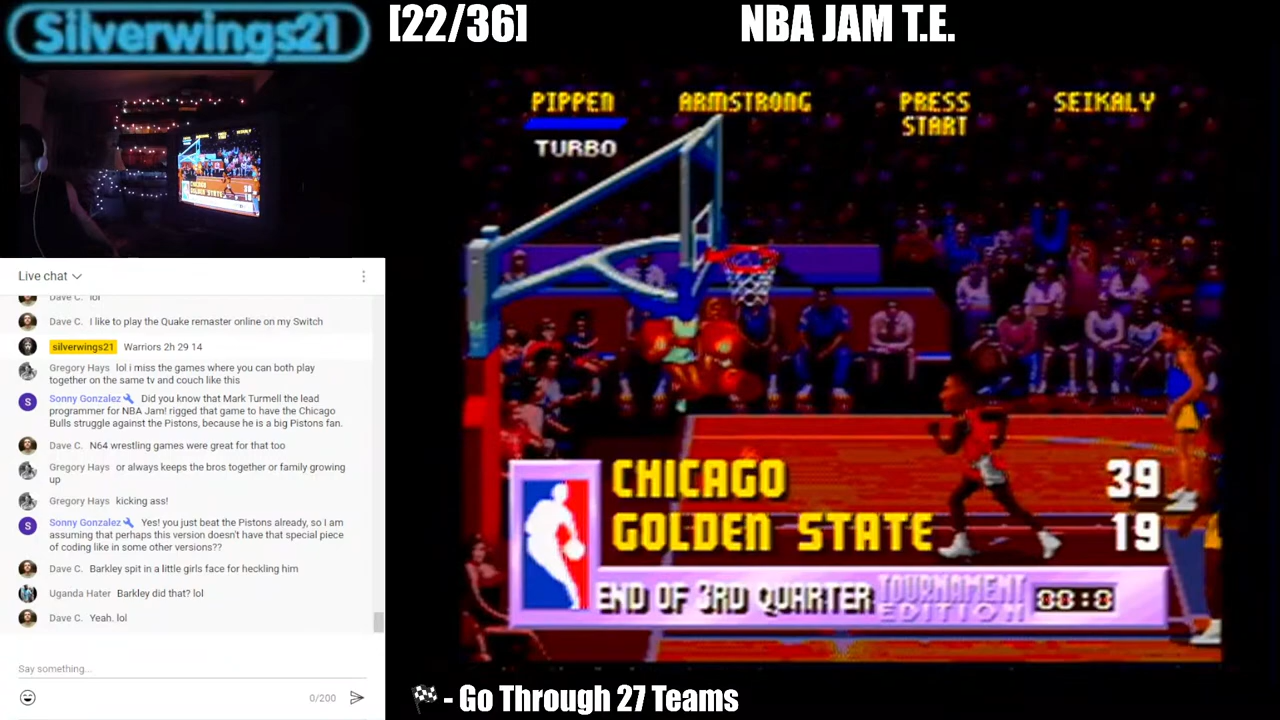 Silverwings21
[22/36]
NBA JAM T.E.
PIPPEN
ARMSTRONG
PRESS
START
SEIKALY
TURBO
Live chat
Dave C. lol
Dave C. I like to play the Quake remaster online on my Switch
silverwings21 Warriors 2h 29 14
Gregory Hays lol i miss the games where you can both play
together on the same tv and couch like this
S Sonny Gonzalez Did you know that Mark Turmell the lead
programmer for NBA Jam! rigged that game to have the Chicago
Bulls struggle against the Pistons, because he is a big Pistons fan.
Dave C. N64 wrestling games were great for that too
Gregory Hays or always keeps the bros together or family growing
up
Gregory Hays kicking ass!
S Sonny Gonzalez Yes! you just beat the Pistons already, so I am
assuming that perhaps this version doesn't have that special piece
of coding like in some other versions??
Dave C. Barkley spit in a little girls face for heckling him
Uganda Hater Barkley did that? lol
Dave C. Yeah. lol
Say something...
0/200
CHICAGO 39
GOLDEN STATE 19
END OF 3RD QUARTER
TOURNAMENT
EDITION
00:0
- Go Through 27 Teams